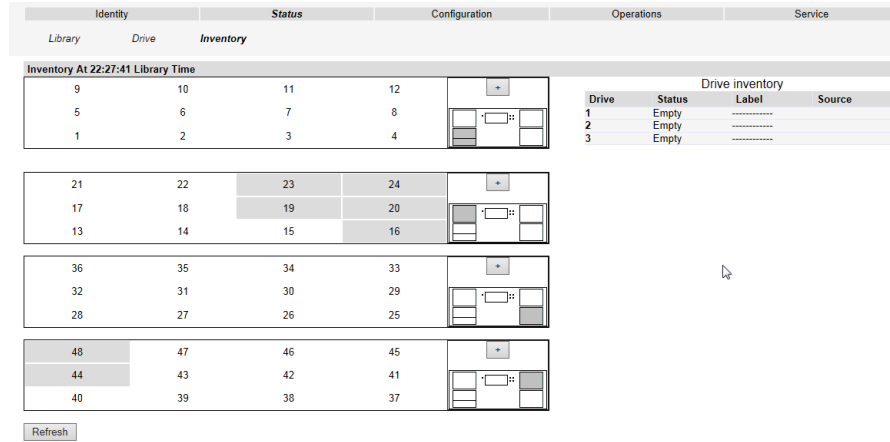 Identity Status Configuration Operations Service
Library Drive Inventory
Inventory At 22:27:41 Library Time
9 10 11 12 +
5 6 7 8
1 2 3 4
Drive inventory
Drive Status Label Source
1 Empty ------------
2 Empty ------------
3 Empty ------------
21 22 23 24 +
17 18 19 20
13 14 15 16
36 35 34 33 +
32 31 30 29
28 27 26 25
48 47 46 45 +
44 43 42 41
40 39 38 37
Refresh